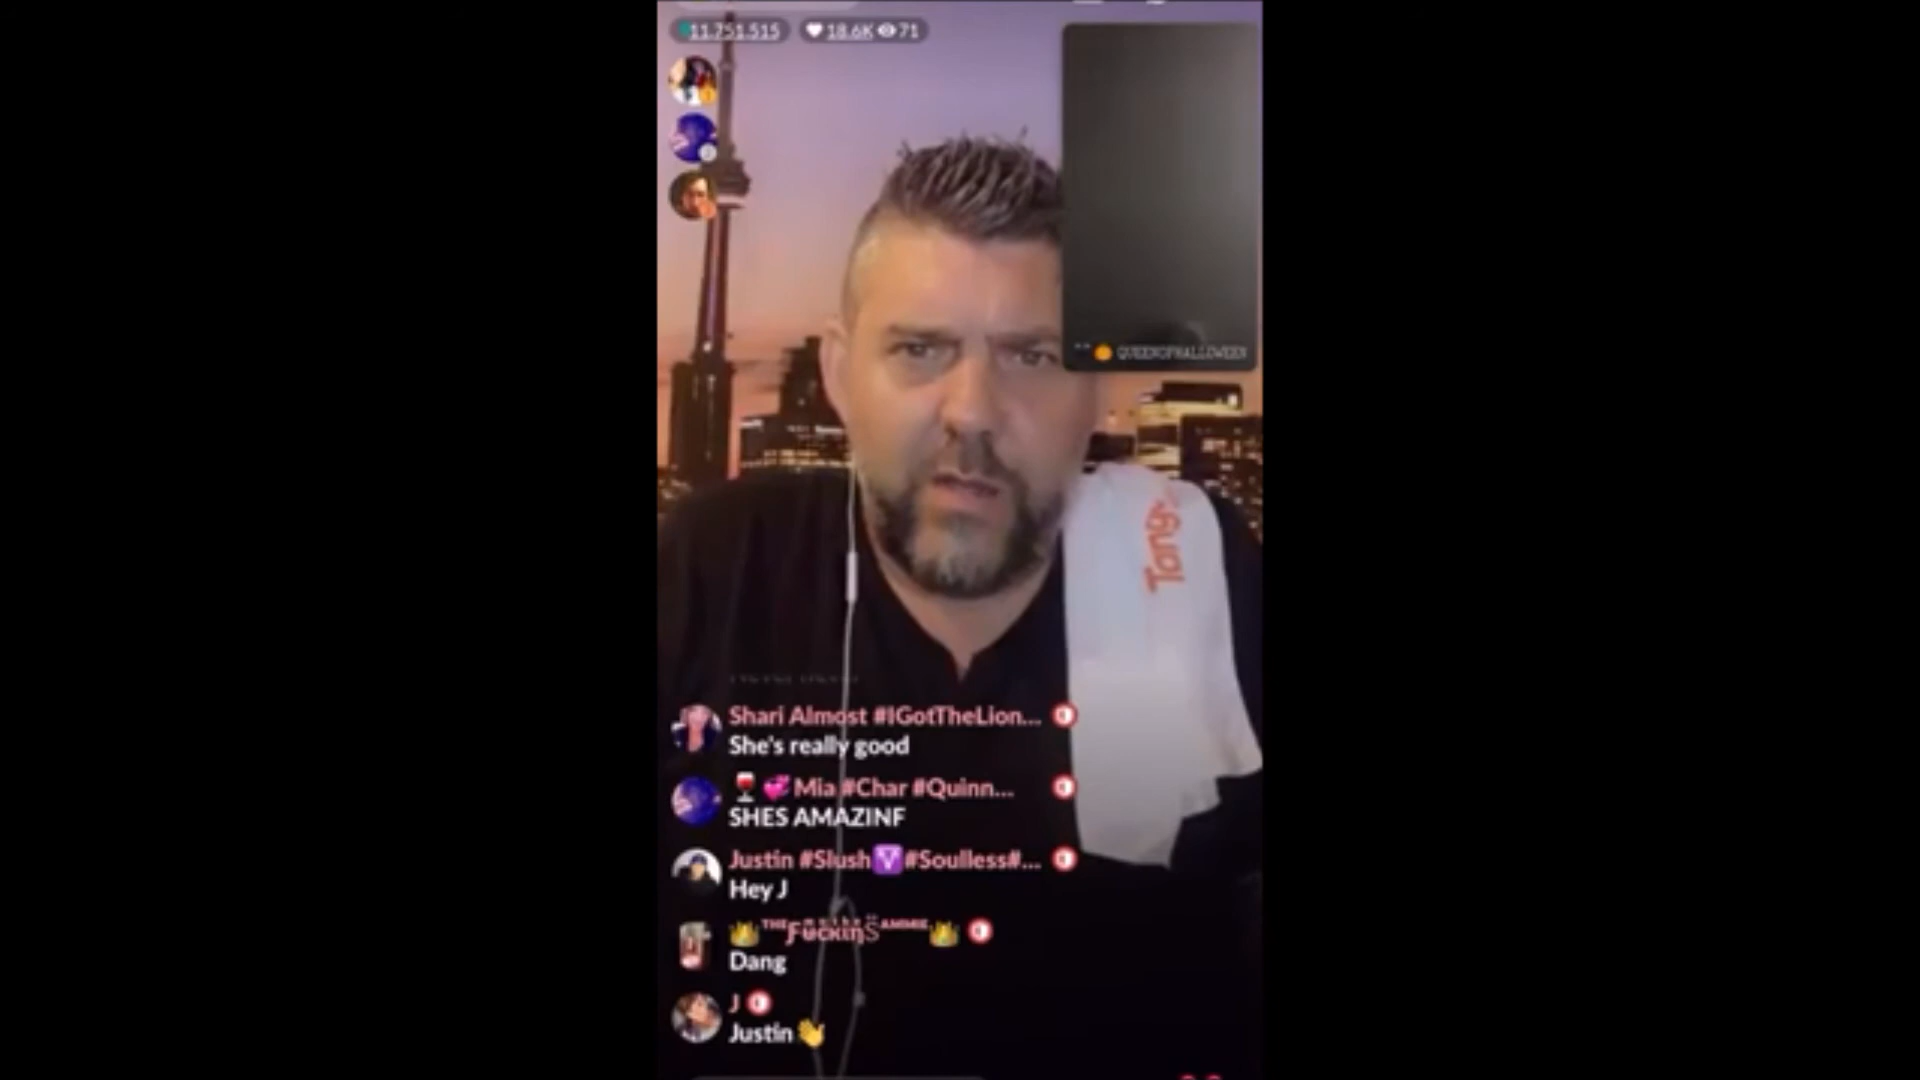 11.751.515
18.6K 71
QUEENOFHALLOWEEN
Tang
Shari Almost #IGotTheLion...
She's really good
🍷💞 Mia #Char #Quinn...
SHES AMAZINF
Justin #Slush #Soulless#...
Hey J
Dang
J
Justin 👋